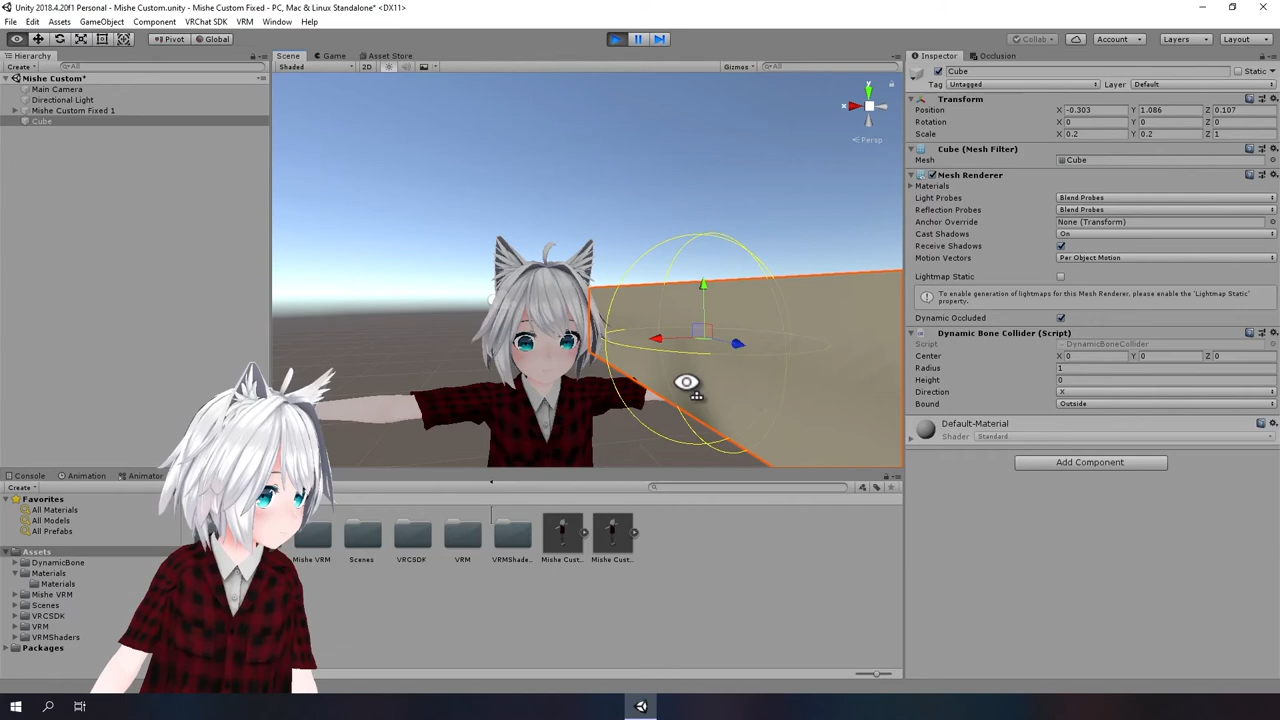 Unity 2018.4.20f1 Personal - Mishe Custom.unity - Mishe Custom Fixed - PC, Mac & Linux Standalone* <DX11>
File Edit Assets GameObject Component VRChat SDK VRM Window Help
Pivot Global Collab Account Layers Layout
Hierarchy
Create All
Mishe Custom*
Main Camera
Directional Light
Mishe Custom Fixed 1
Cube
Scene Game Asset Store
Shaded 2D Gizmos All
y
x
Persp
Inspector Occlusion
Cube Static
Tag Untagged Layer Default
Transform
Position X -0.303 Y 1.086 Z 0.107
Rotation X 0 Y 0 Z 0
Scale X 0.2 Y 0.2 Z 1
Cube (Mesh Filter)
Mesh Cube
Mesh Renderer
Materials
Light Probes Blend Probes
Reflection Probes Blend Probes
Anchor Override None (Transform)
Cast Shadows On
Receive Shadows
Motion Vectors Per Object Motion
Lightmap Static
To enable generation of lightmaps for this Mesh Renderer, please enable the 'Lightmap Static'
property.
Dynamic Occluded
Dynamic Bone Collider (Script)
Script DynamicBoneCollider
Center X 0 Y 0 Z 0
Radius 1
Height 0
Direction X
Bound Outside
Default-Material
Shader Standard
Add Component
Console Animation Animator
Create
Favorites
All Materials
All Models
All Prefabs
Assets
DynamicBone
Materials
Materials
Mishe VRM
Scenes
VRCSDK
VRM
VRMShaders
Packages
Mishe VRM Scenes VRCSDK VRM VRMShade... Mishe Cust... Mishe Cust...